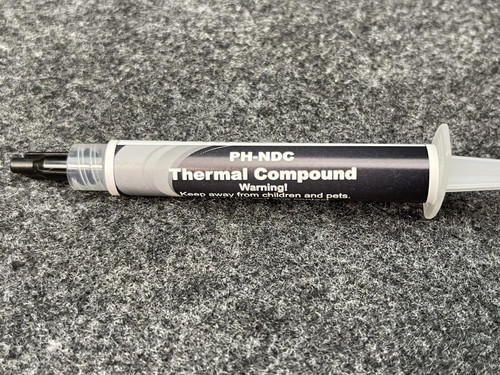 PH-NDC
Thermal Compound
Warning!
Keep away from children and pets.